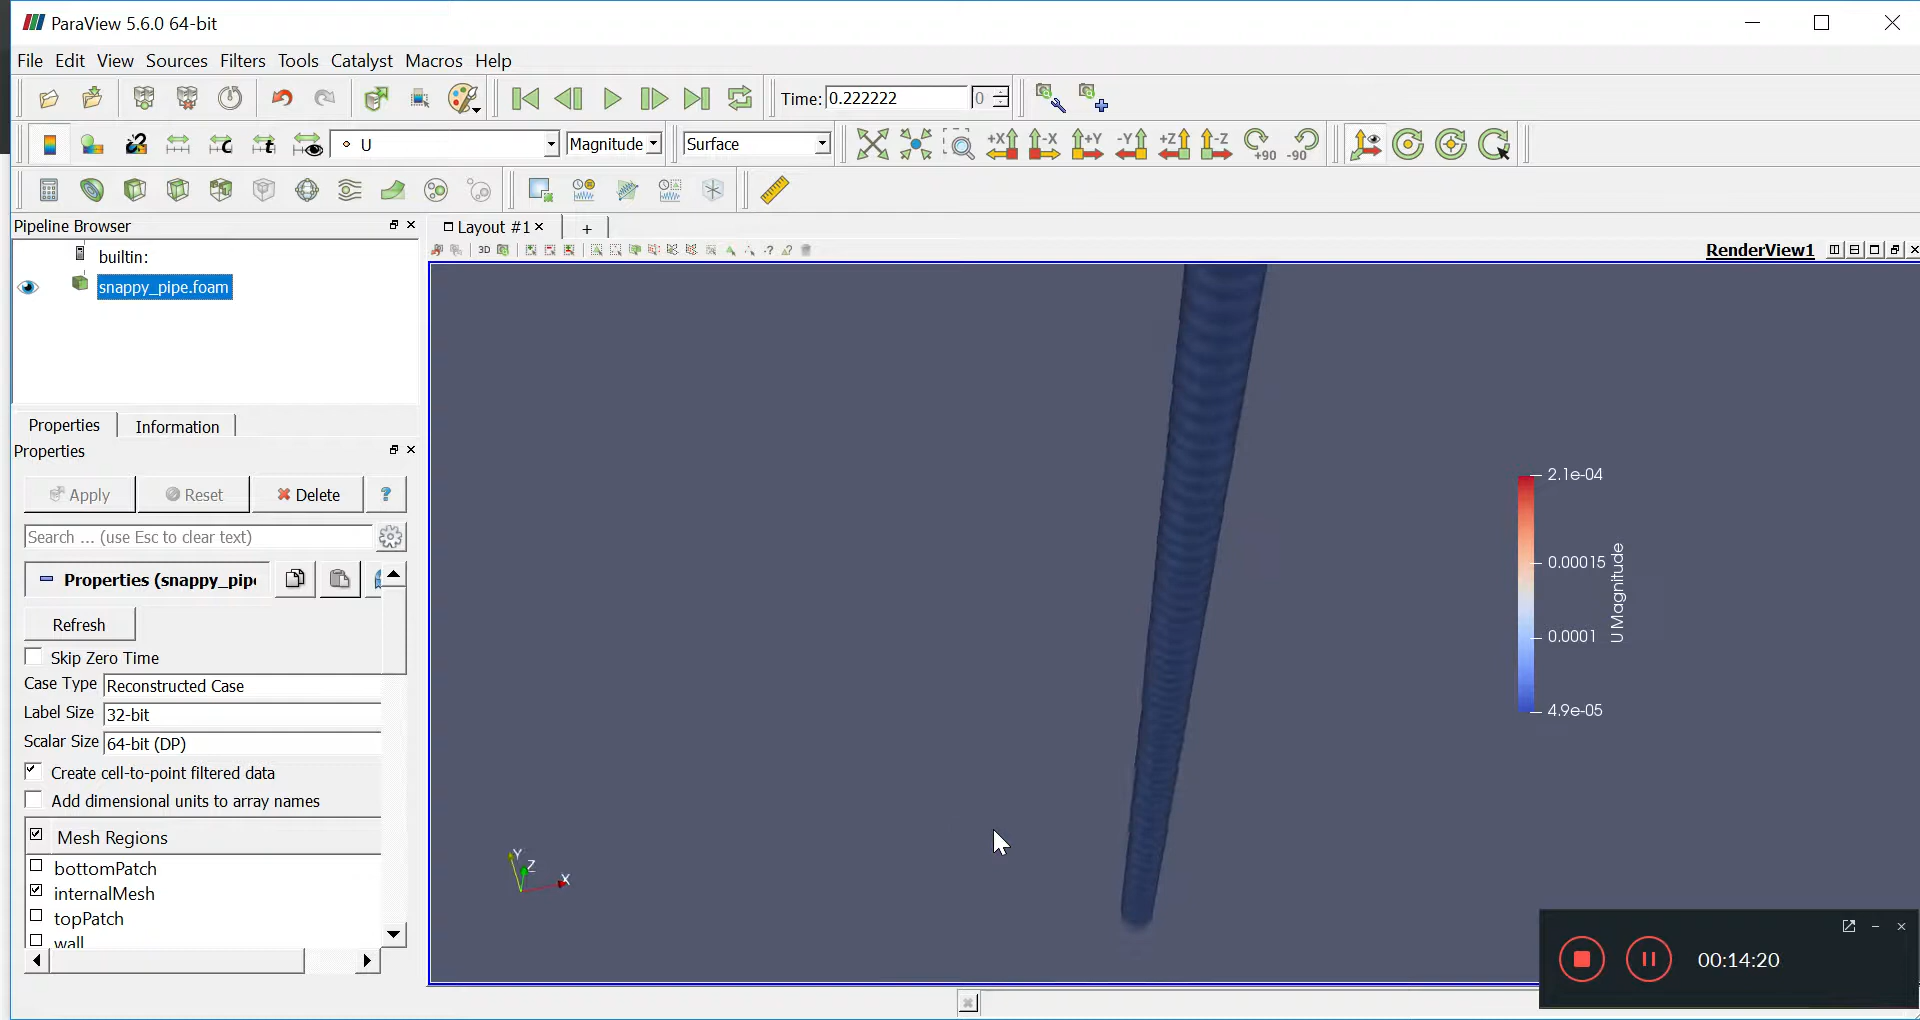 ParaView 5.6.0 64-bit
File Edit View Sources Filters Tools Catalyst Macros Help
Time: 0.222222 0
+X -X +Y -Y +Z -Z +90 -90
U Magnitude Surface
Pipeline Browser
Layout #1 +
3D
RenderView1
builtin:
snappy_pipe.foam
Properties Information
Properties
Apply Reset Delete ?
Search ... (use Esc to clear text)
Properties (snappy_pipe
Refresh
Skip Zero Time
Case Type Reconstructed Case
Label Size 32-bit
Scalar Size 64-bit (DP)
Create cell-to-point filtered data
Add dimensional units to array names
Mesh Regions
bottomPatch
internalMesh
topPatch
wall
Y
Z
X
2.1e-04
0.00015
0.0001
4.9e-05
U Magnitude
00:14:20